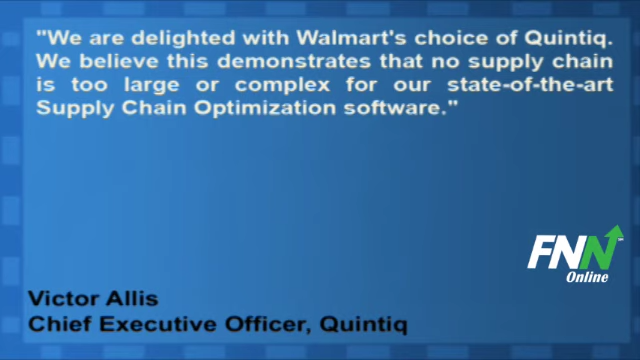 "We are delighted with Walmart's choice of Quintiq.
We believe this demonstrates that no supply chain
is too large or complex for our state-of-the-art
Supply Chain Optimization software."
FNN
Online
Victor Allis
Chief Executive Officer, Quintiq